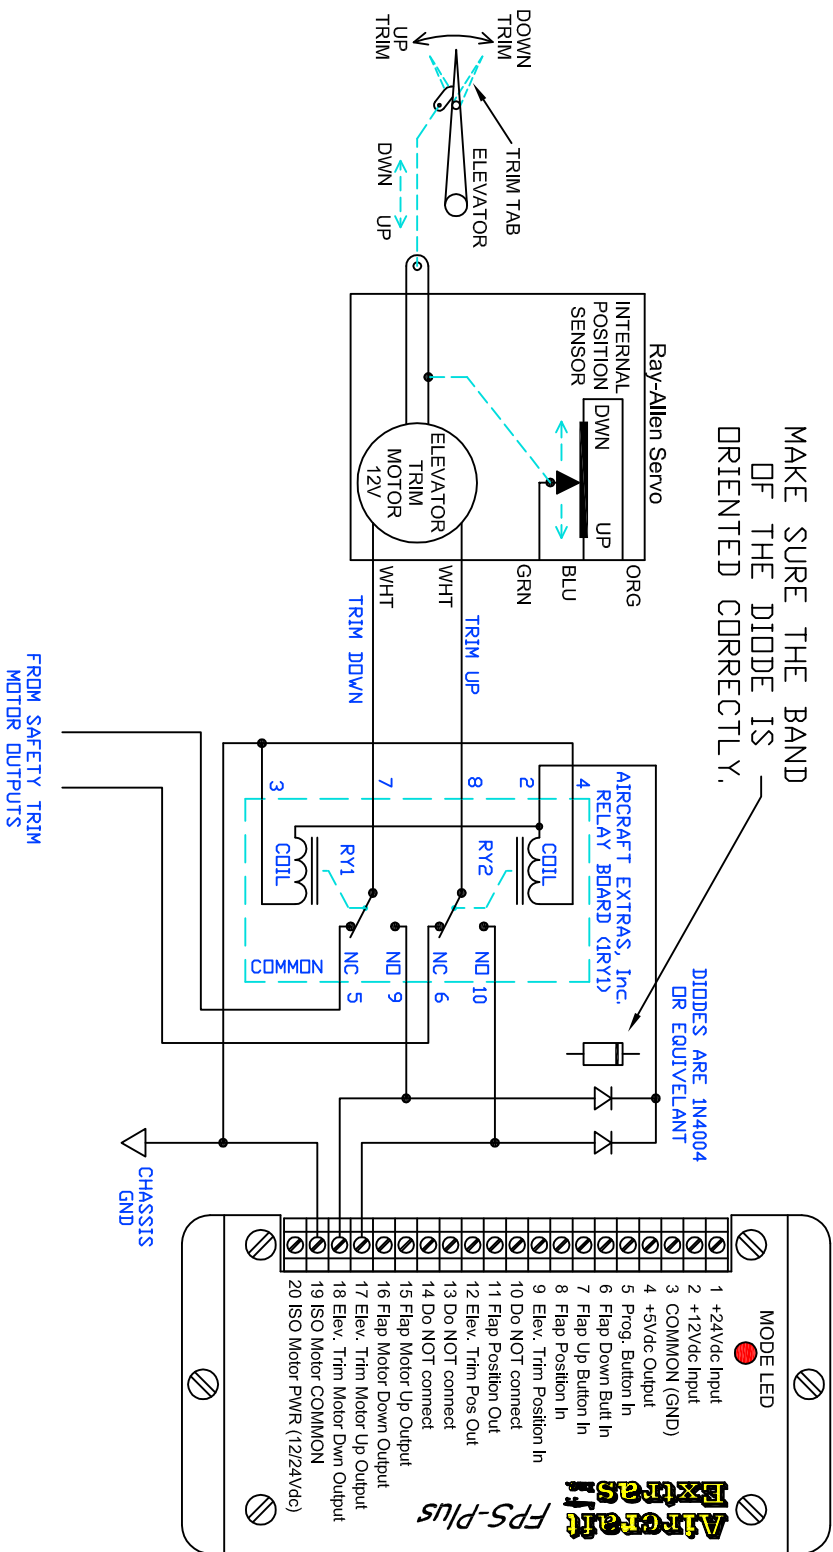 DOWN
TRIM
UP
TRIM
TRIM TAB
ELEVATOR
DWN
UP
Ray-Allen Servo
INTERNAL
POSITION
SENSOR
DWN
UP
ELEVATOR
TRIM
MOTOR
12V
ORG
BLU
GRN
WHT
WHT
TRIM UP
TRIM DOWN
MAKE SURE THE BAND
OF THE DIODE IS
ORIENTED CORRECTLY.
FROM SAFETY TRIM
MOTOR OUTPUTS
AIRCRAFT EXTRAS, Inc.
RELAY BOARD (1RY1)
4
2
8
7
3
COIL
RY2
RY1
COIL
NO
10
NC
6
NO
9
NC
5
COMMON
DIODES ARE 1N4004
OR EQUIVELANT
CHASSIS
GND
MODE LED
1 +24Vdc Input
2 +12Vdc Input
3 COMMON (GND)
4 +5Vdc Output
5 Prog. Button In
6 Flap Down Butt In
7 Flap Up Button In
8 Flap Position In
9 Elev. Trim Position In
10 Do NOT connect
11 Flap Position Out
12 Elev. Trim Pos Out
13 Do NOT connect
14 Do NOT connect
15 Flap Motor Up Output
16 Flap Motor Down Output
17 Elev. Trim Motor Up Output
18 Elev. Trim Motor Dwn Output
19 ISO Motor COMMON
20 ISO Motor PWR (12/24Vdc)
Aircraft
Extras
FPS-Plus